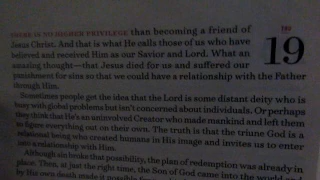 THERE IS NO HIGHER PRIVILEGE than becoming a friend of
Jesus Christ. And that is what He calls those of us who have
believed and received Him as our Savior and Lord. What an
amazing thought—that Jesus died for us and suffered our
punishment for sins so that we could have a relationship with the Father
through Him.
Sometimes people get the idea that the Lord is some distant deity who is
busy with global problems but isn't concerned about individuals. Or perhaps
they think that He's an uninvolved Creator who made mankind and left them
to figure everything out on their own. The truth is that the triune God is a
relational being who created humans in His image and invites us to enter
into a relationship with Him.
Although sin broke that possibility, the plan of redemption was already in
place. Then, at just the right time, the Son of God came into the world and
by His own death made it possible
19